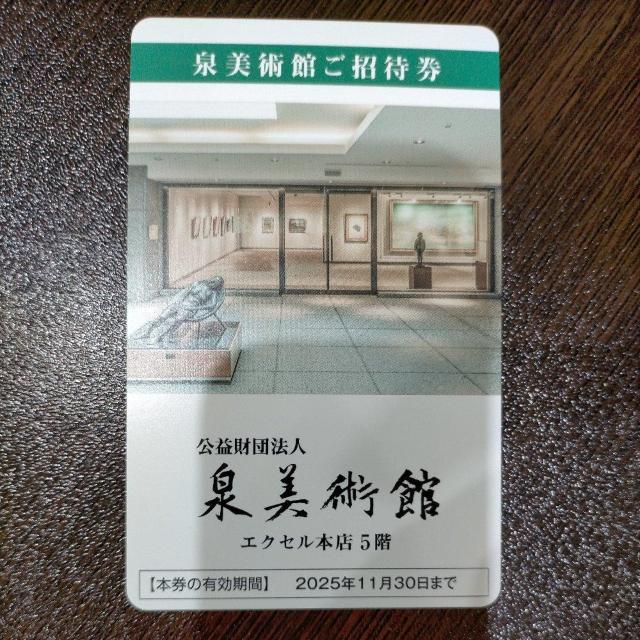 泉美術館ご招待券
公益財団法人
泉美術館
エクセル本店5階
【本券の有効期間】 2025年11月30日まで